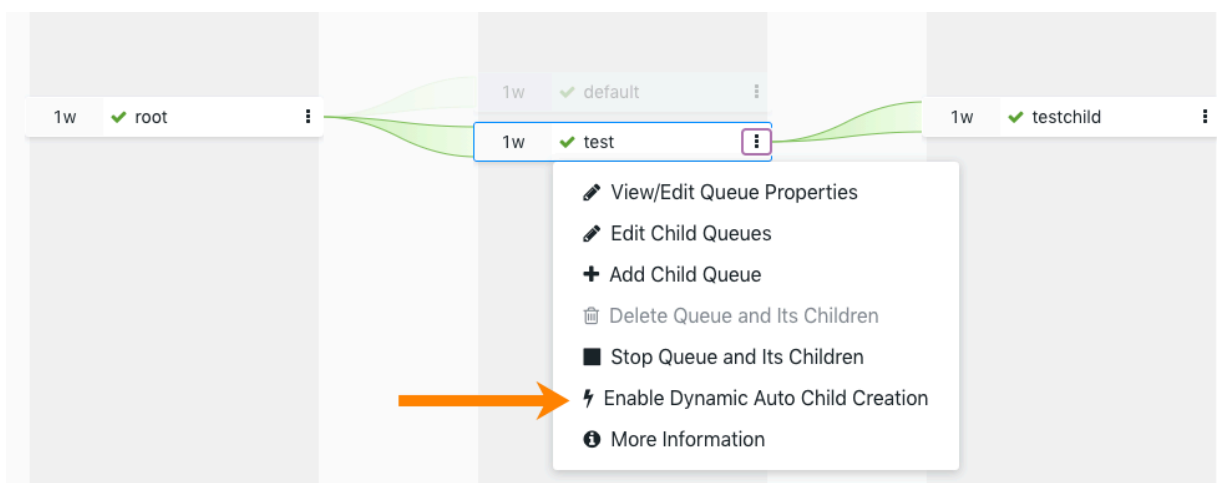 1w default
1w root
1w testchild
1w test
View/Edit Queue Properties
Edit Child Queues
Add Child Queue
Delete Queue and Its Children
Stop Queue and Its Children
Enable Dynamic Auto Child Creation
More Information